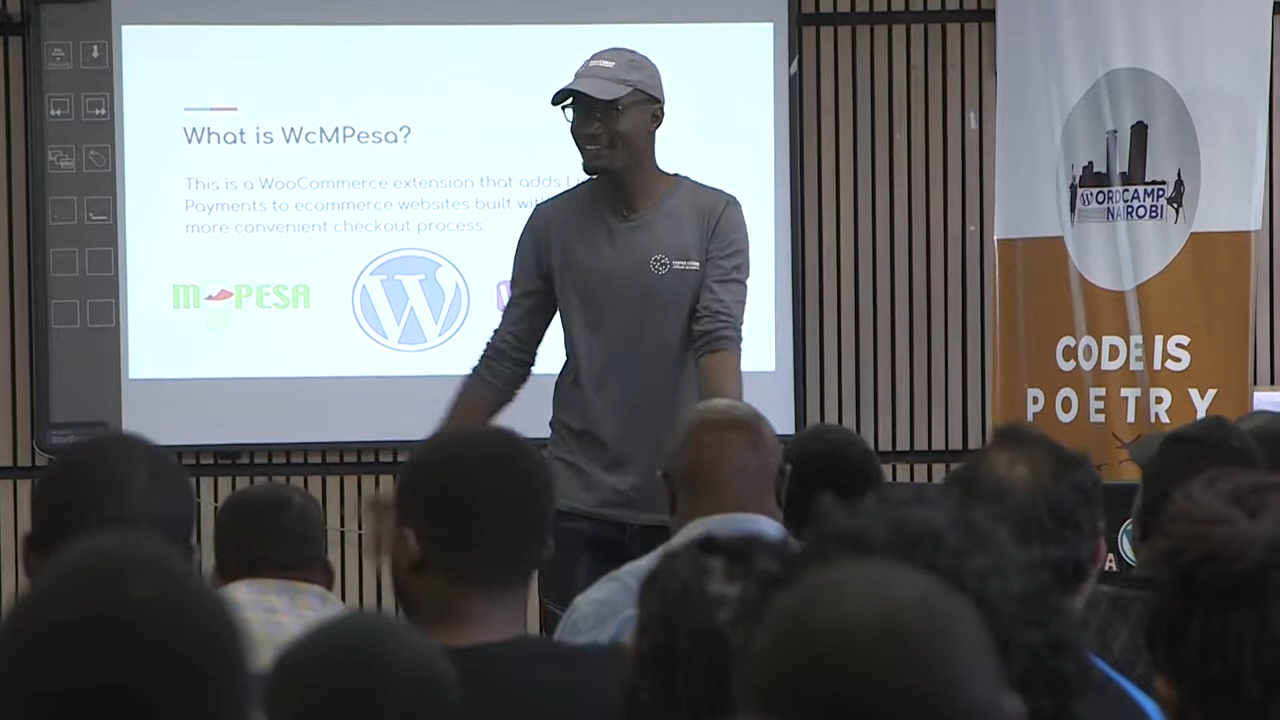 What is WcMPesa?
This is a WooCommerce extension that adds
Payments to ecommerce websites built
more convenient checkout process.
M PESA
W
WORDCAMP
NAIROBI
CODE IS
POETRY